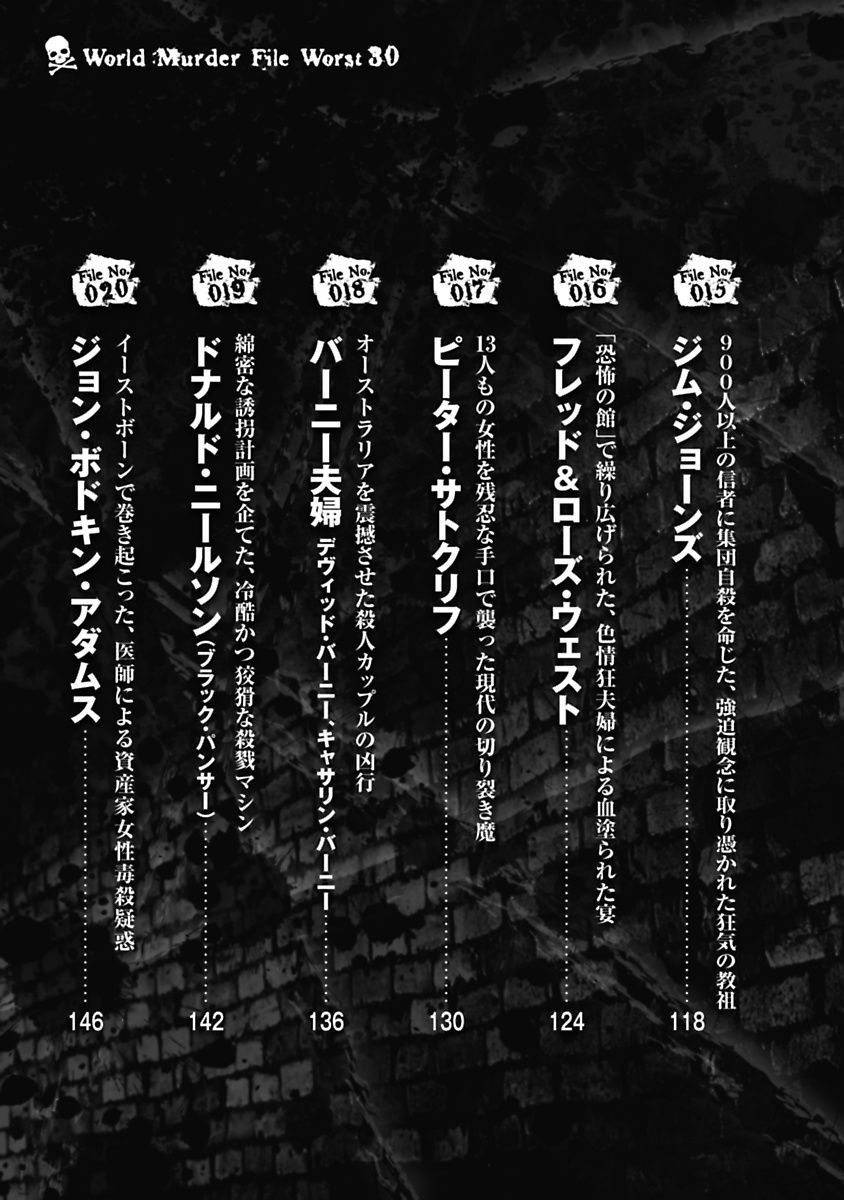 World Murder File Worst 30
File No. 015
900人以上の信者に集団自殺を命じた、強迫観念に取り憑かれた狂気の教祖
ジム・ジョーンズ……118
File No. 016
「恐怖の館」で繰り広げられた、色情狂夫婦による血塗られた宴
フレッド&ローズ・ウェスト……124
File No. 017
13人もの女性を残忍な手口で襲った現代の切り裂き魔
ピーター・サトクリフ……130
File No. 018
オーストラリアを震撼させた殺人カップルの凶行
バーニー夫婦 デヴィッド・バーニー、キャサリン・バーニー……136
File No. 019
綿密な誘拐計画を企てた、冷酷かつ狡猾な殺戮マシン
ドナルド・ニールソン(ブラック・パンサー)……142
File No. 020
イーストボーンで巻き起こった、医師による資産家女性毒殺疑惑
ジョン・ボドキン・アダムス……146